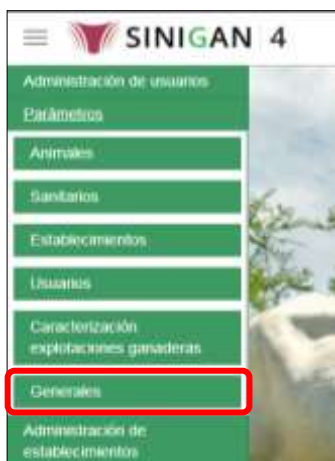 SINIGAN 4
Administración de usuarios
Parámetros
Animales
Sanitarios
Establecimientos
Usuarios
Caracterización
explotaciones ganaderas
Generales
Administración de
establecimientos